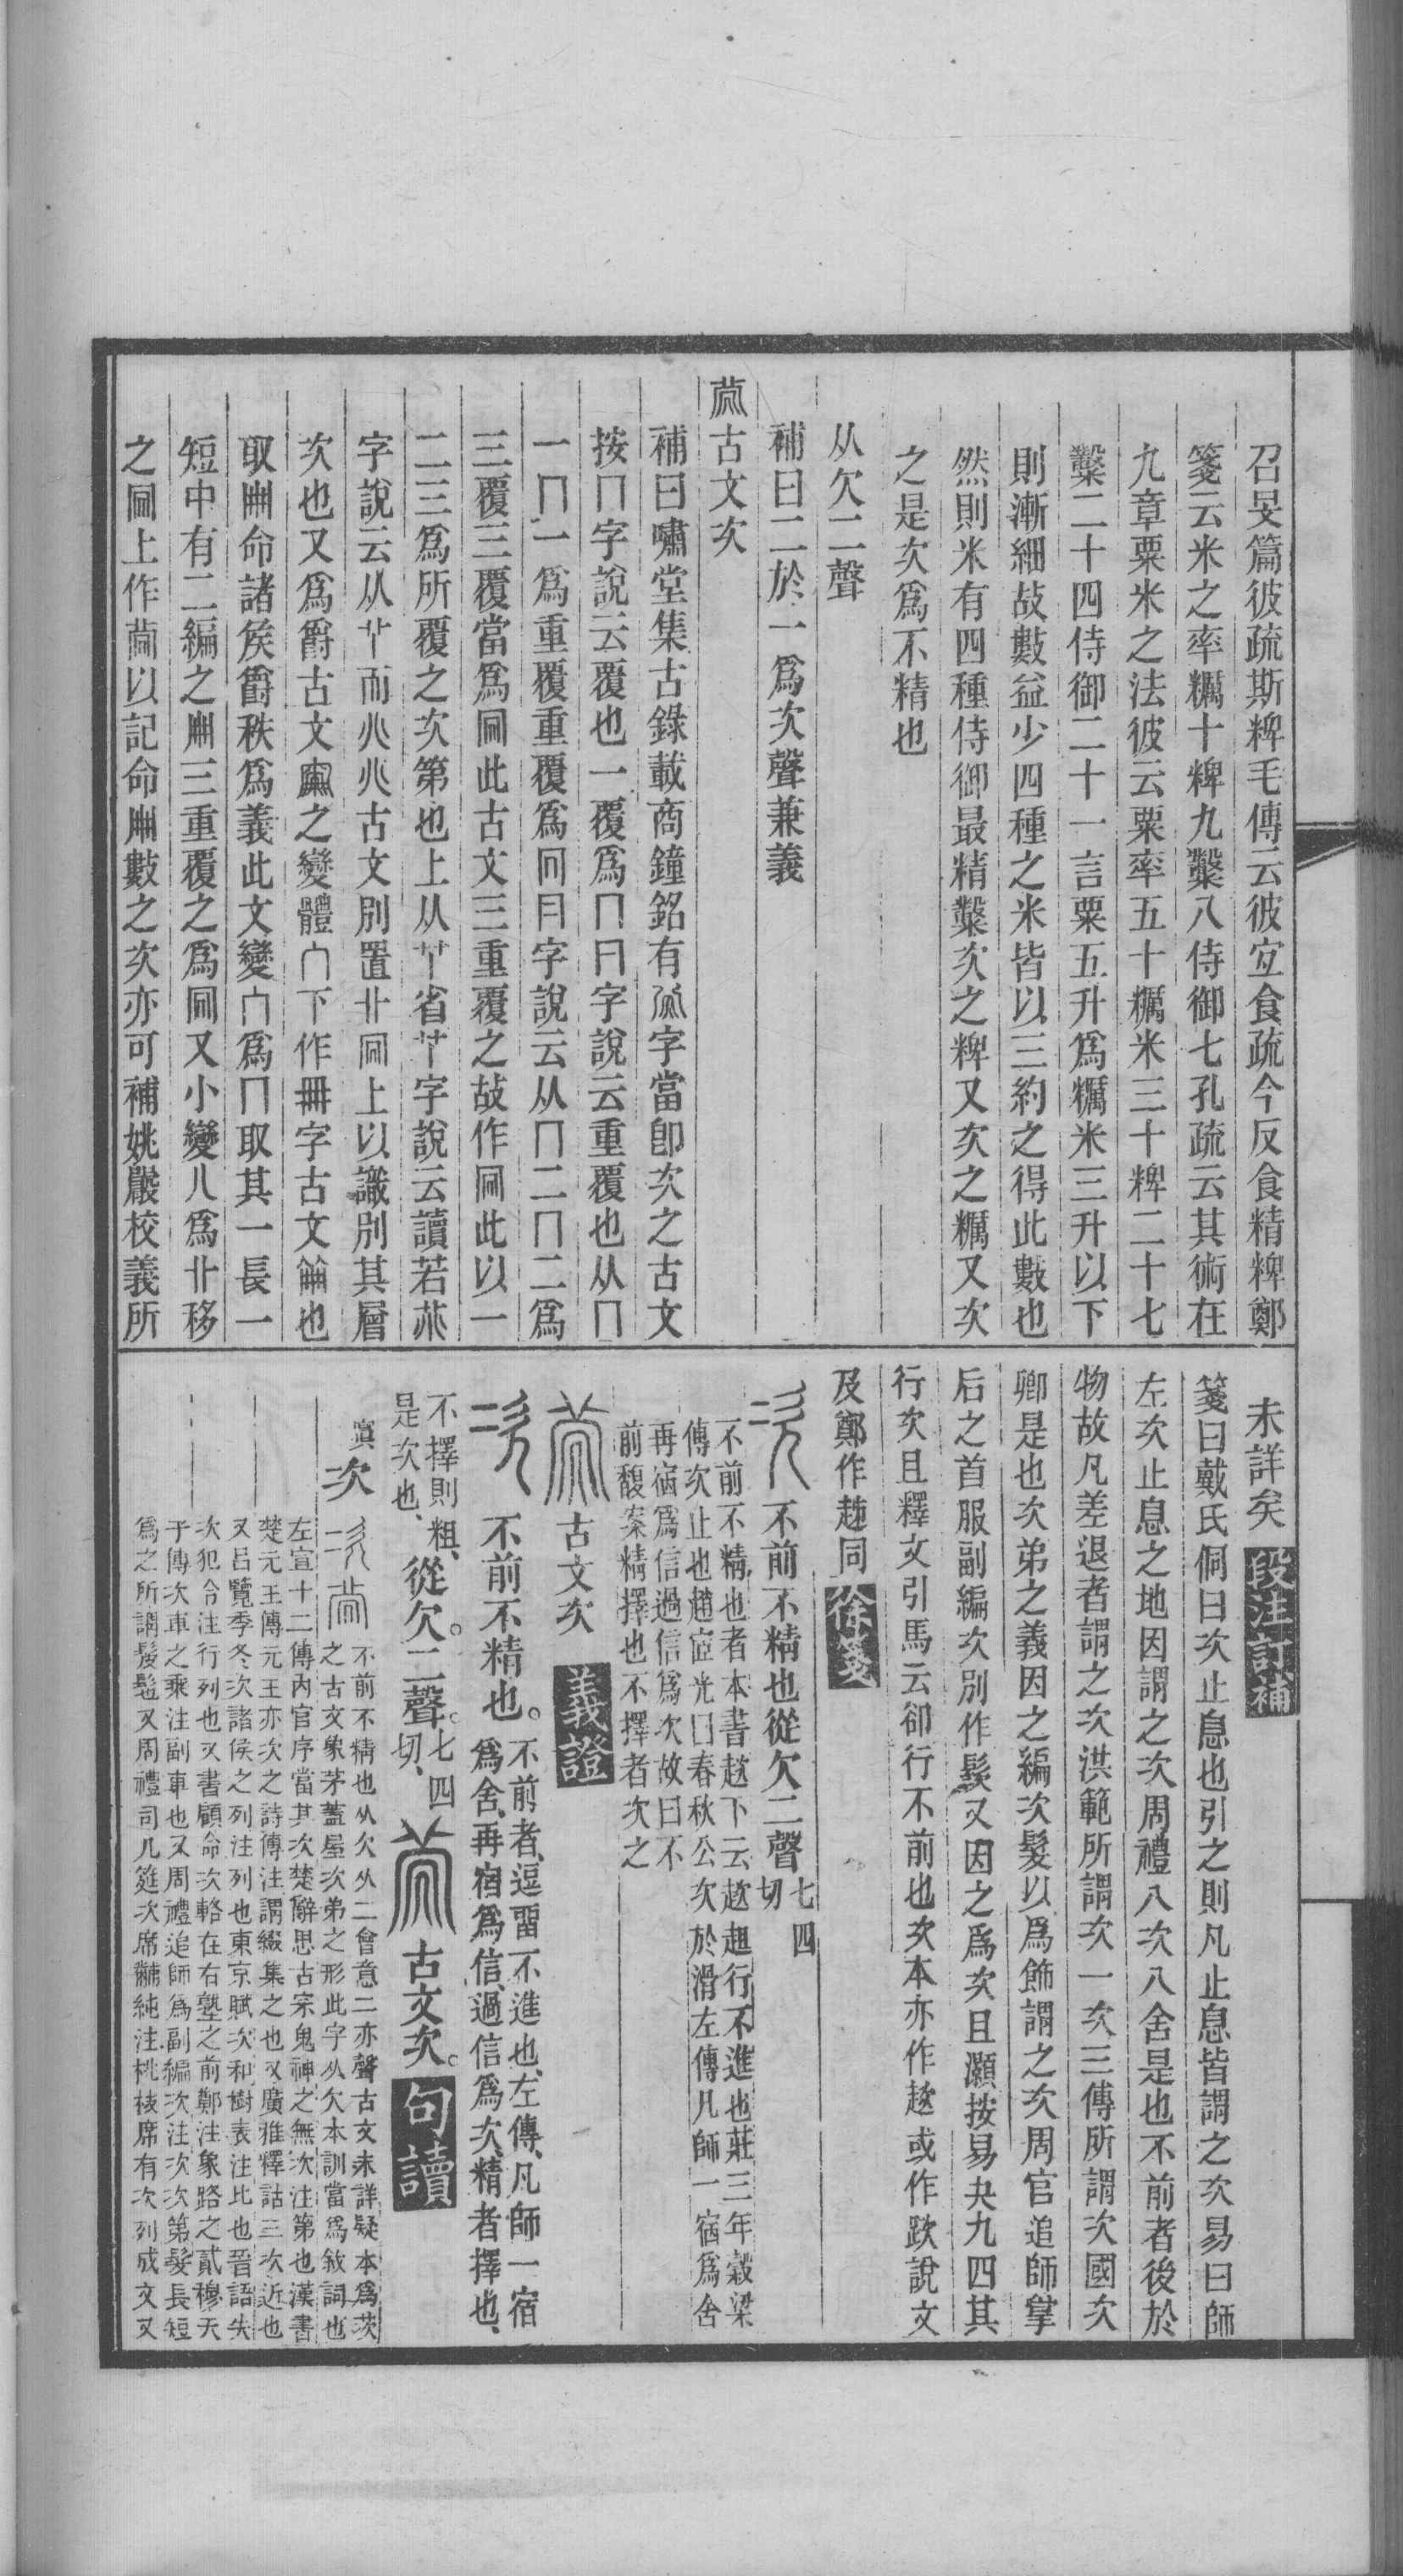 召旻篇彼疏斯粺毛傳云彼宜食疏今反食精粺鄭
箋云米之率糲十粺九糳八侍御七孔疏云其術在
九章粟米之法彼云粟率五十糲米三十粺二十七
糳二十四侍御二十一言粟五升爲糲米三升以下
則漸細故數益少四種之米皆以三約之得此數也
然則米有四種侍御最精糳次之粺又次之糲又次
之是次爲不精也
从欠二聲
補曰二於一爲次聲兼義
古文次
補曰嘯堂集古錄載商鐘銘有字當卽次之古文
按冂字說云覆也一覆爲冂冃字說云重覆也从冂
一冂一爲重覆重覆爲冃字說云从冂二冂二爲
三覆三覆當爲此古文三重覆之故作此以一
二三爲所覆之次第也上从省字說云讀若
字說云从而古文別置上以識別其層
次也又爲爵古文之變體下作冊字古文也
取命諸矦爵秩爲義此文變爲冂取其一長一
短中有二編之三重覆之爲又小變八爲移
之上作以記命數之次亦可補姚嚴校義所
未詳矣 段注訂補
箋曰戴氏侗曰次止息也引之則凡止息皆謂之次易曰師
左次止息之地因謂之次周禮八次八舍是也不前者後於
物故凡差退者謂之次洪範所謂次一次三傳所謂次國次
卿是也次弟之義因之編次髮以爲飾謂之次周官追師掌
后之首服副編次別作髲又因之爲次且灝按易夬九四其
行次且釋文引馬云卻行不前也次本亦作趑或作跌說文
及鄭作趀同 徐箋
不前不精也從欠二聲 七四切
不前不精也者本書趑下云趑趄行不進也莊三年穀梁
傳次止也趙宧光曰春秋公次於滑左傳凡師一宿爲舍
再宿爲信過信爲次故曰不
前馥案精擇也不擇者次之
古文次 義證
不前不精也。不前者、逗畱不進也、左傳、凡師一宿
爲舍、再宿爲信、過信爲次、精者擇也、
不擇則粗、
是次也、從欠。二聲。七四切、古文次。句讀
次 不前不精也从欠从二會意二亦聲古文未詳疑本爲茨
之古文象茅蓋屋次弟之形此字从欠本訓當爲敘詞也
左宣十二傳內官序當其次楚辭思古宗鬼神之無次注第也漢書
楚元王傳元王亦次之詩傳注謂綴集之也又廣雅釋詁三次近也
又呂覽季冬次諸侯之列注列也東京賦次和樹表注比也晉語失
次犯令注行列也又書顧命次輅在右塾之前鄭注象路之貳穆天
子傳次車之乘注副車也又周禮追師爲副編次注次次第髮長短
爲之所謂髲髢又周禮司几筵次席黼純注桃枝席有次列成文又